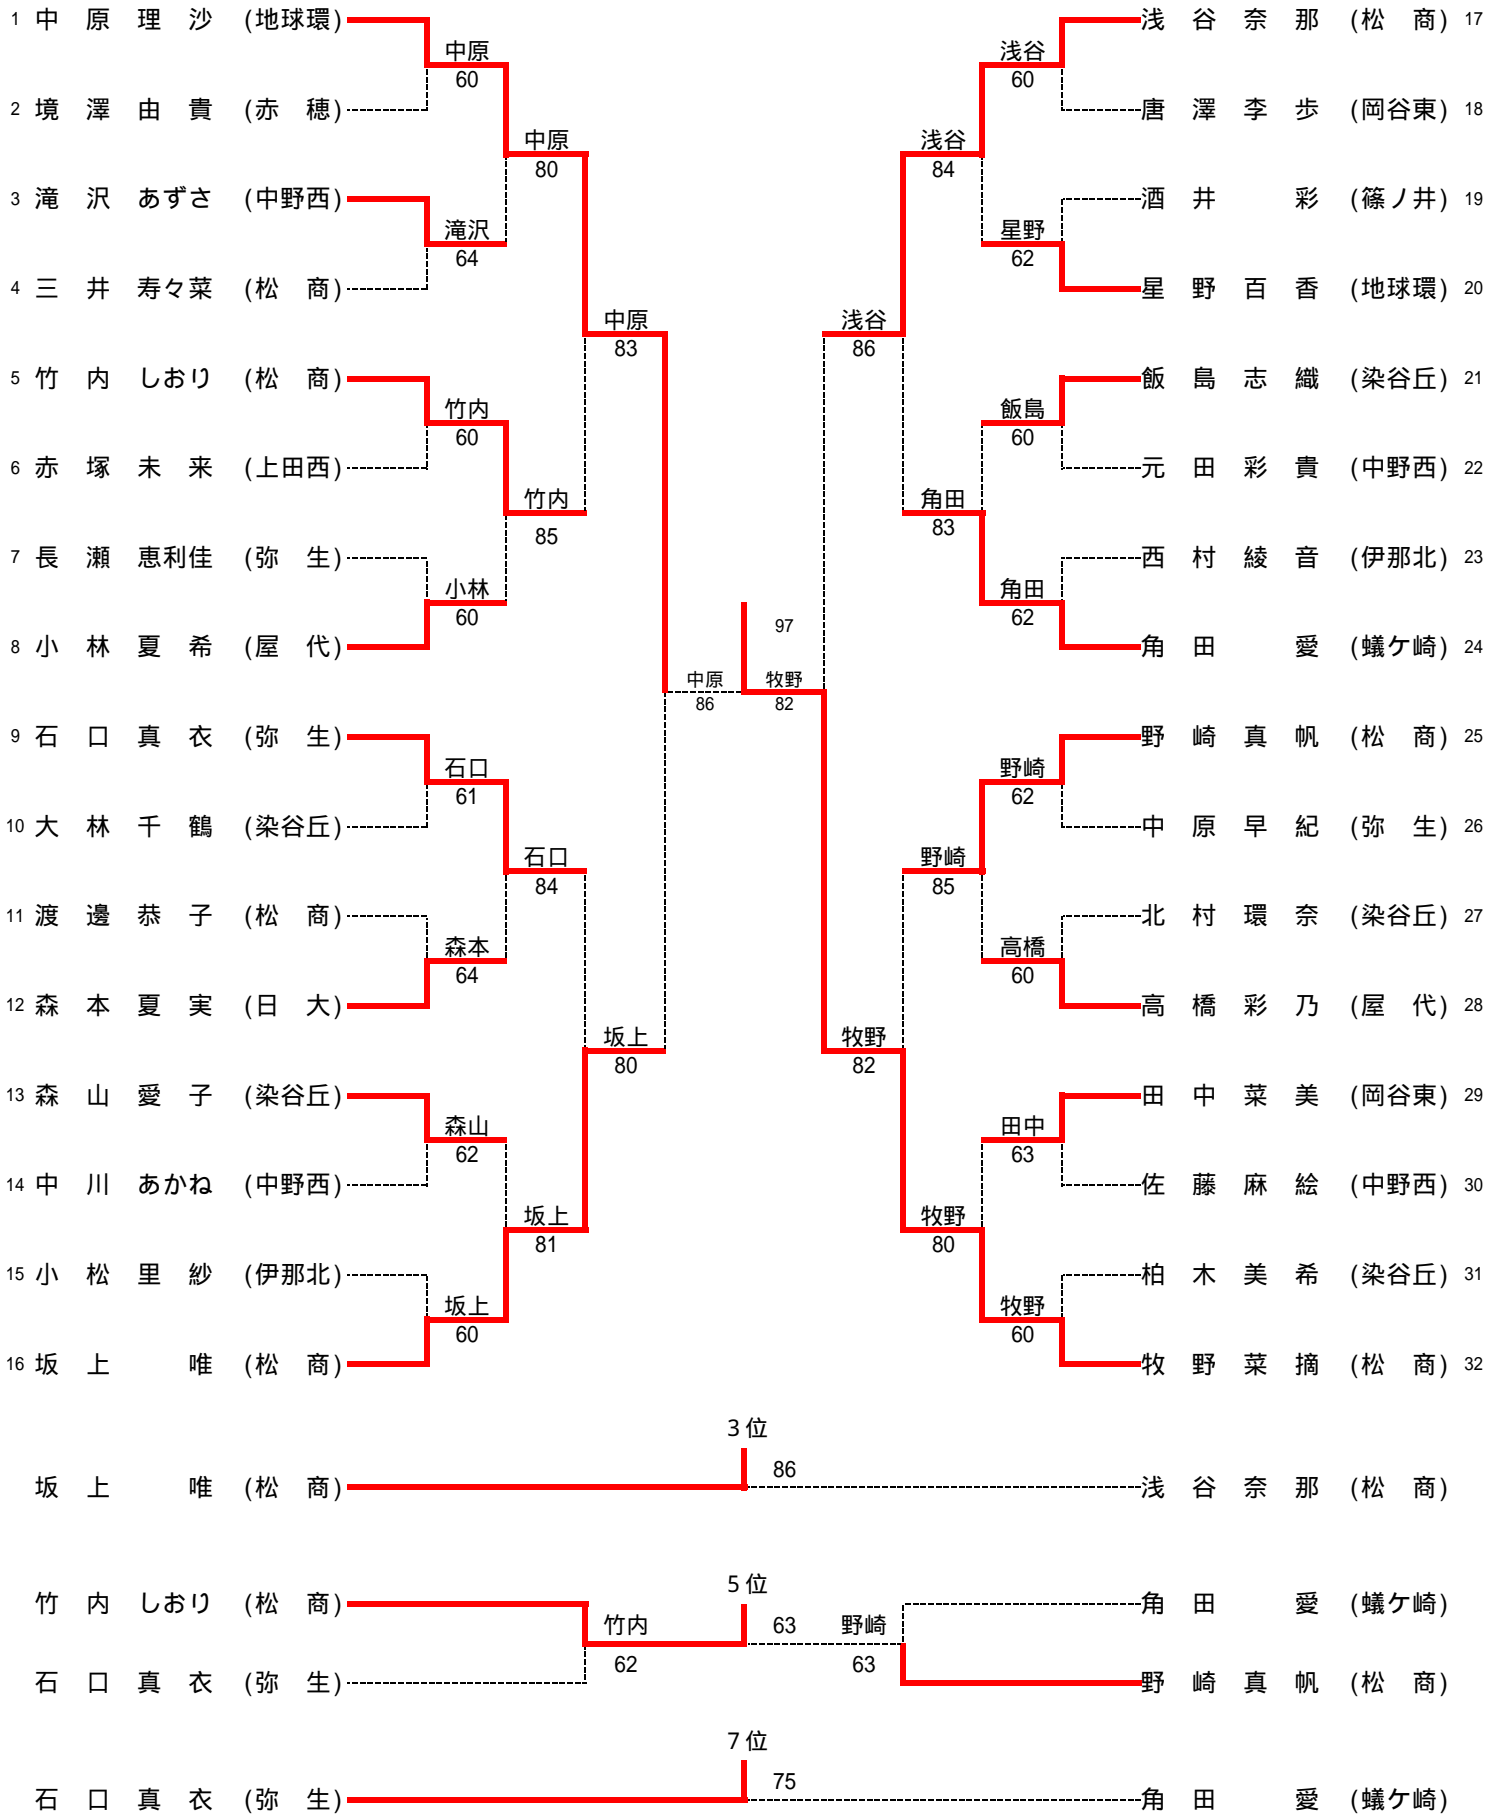 1 中 原 理 沙 (地球環) 浅 谷 奈 那 (松 商) 17
中原 浅谷
60 60
2 境 澤 由 貴 (赤 穂) 唐 澤 李 歩 (岡谷東) 18
中原 浅谷
80 84
3 滝 沢 あずさ (中野西) 酒 井 彩 (篠ノ井) 19
滝沢 星野
64 62
4 三 井 寿々菜 (松 商) 星 野 百 香 (地球環) 20
中原 浅谷
83 86
5 竹 内 しおり (松 商) 飯 島 志 織 (染谷丘) 21
竹内 飯島
60 60
6 赤 塚 未 来 (上田西) 元 田 彩 貴 (中野西) 22
竹内 角田
85 83
7 長 瀬 恵利佳 (弥 生) 西 村 綾 音 (伊那北) 23
小林 角田
60 97 62
8 小 林 夏 希 (屋 代) 角 田 愛 (蟻ケ崎) 24
中原 牧野
86 82
9 石 口 真 衣 (弥 生) 野 崎 真 帆 (松 商) 25
石口 野崎
61 62
10 大 林 千 鶴 (染谷丘) 中 原 早 紀 (弥 生) 26
石口 野崎
84 85
11 渡 邊 恭 子 (松 商) 北 村 環 奈 (染谷丘) 27
森本 高橋
64 60
12 森 本 夏 実 (日 大) 高 橋 彩 乃 (屋 代) 28
坂上 牧野
80 82
13 森 山 愛 子 (染谷丘) 田 中 菜 美 (岡谷東) 29
森山 田中
62 63
14 中 川 あかね (中野西) 佐 藤 麻 絵 (中野西) 30
坂上 牧野
81 80
15 小 松 里 紗 (伊那北) 柏 木 美 希 (染谷丘) 31
坂上 牧野
60 60
16 坂 上 唯 (松 商) 牧 野 菜 摘 (松 商) 32
3位
86
坂 上 唯 (松 商) 浅 谷 奈 那 (松 商)
5位
竹 内 しおり (松 商) 角 田 愛 (蟻ケ崎)
竹内 63 野崎
62 63
石 口 真 衣 (弥 生) 野 崎 真 帆 (松 商)
7位
75
石 口 真 衣 (弥 生) 角 田 愛 (蟻ケ崎)